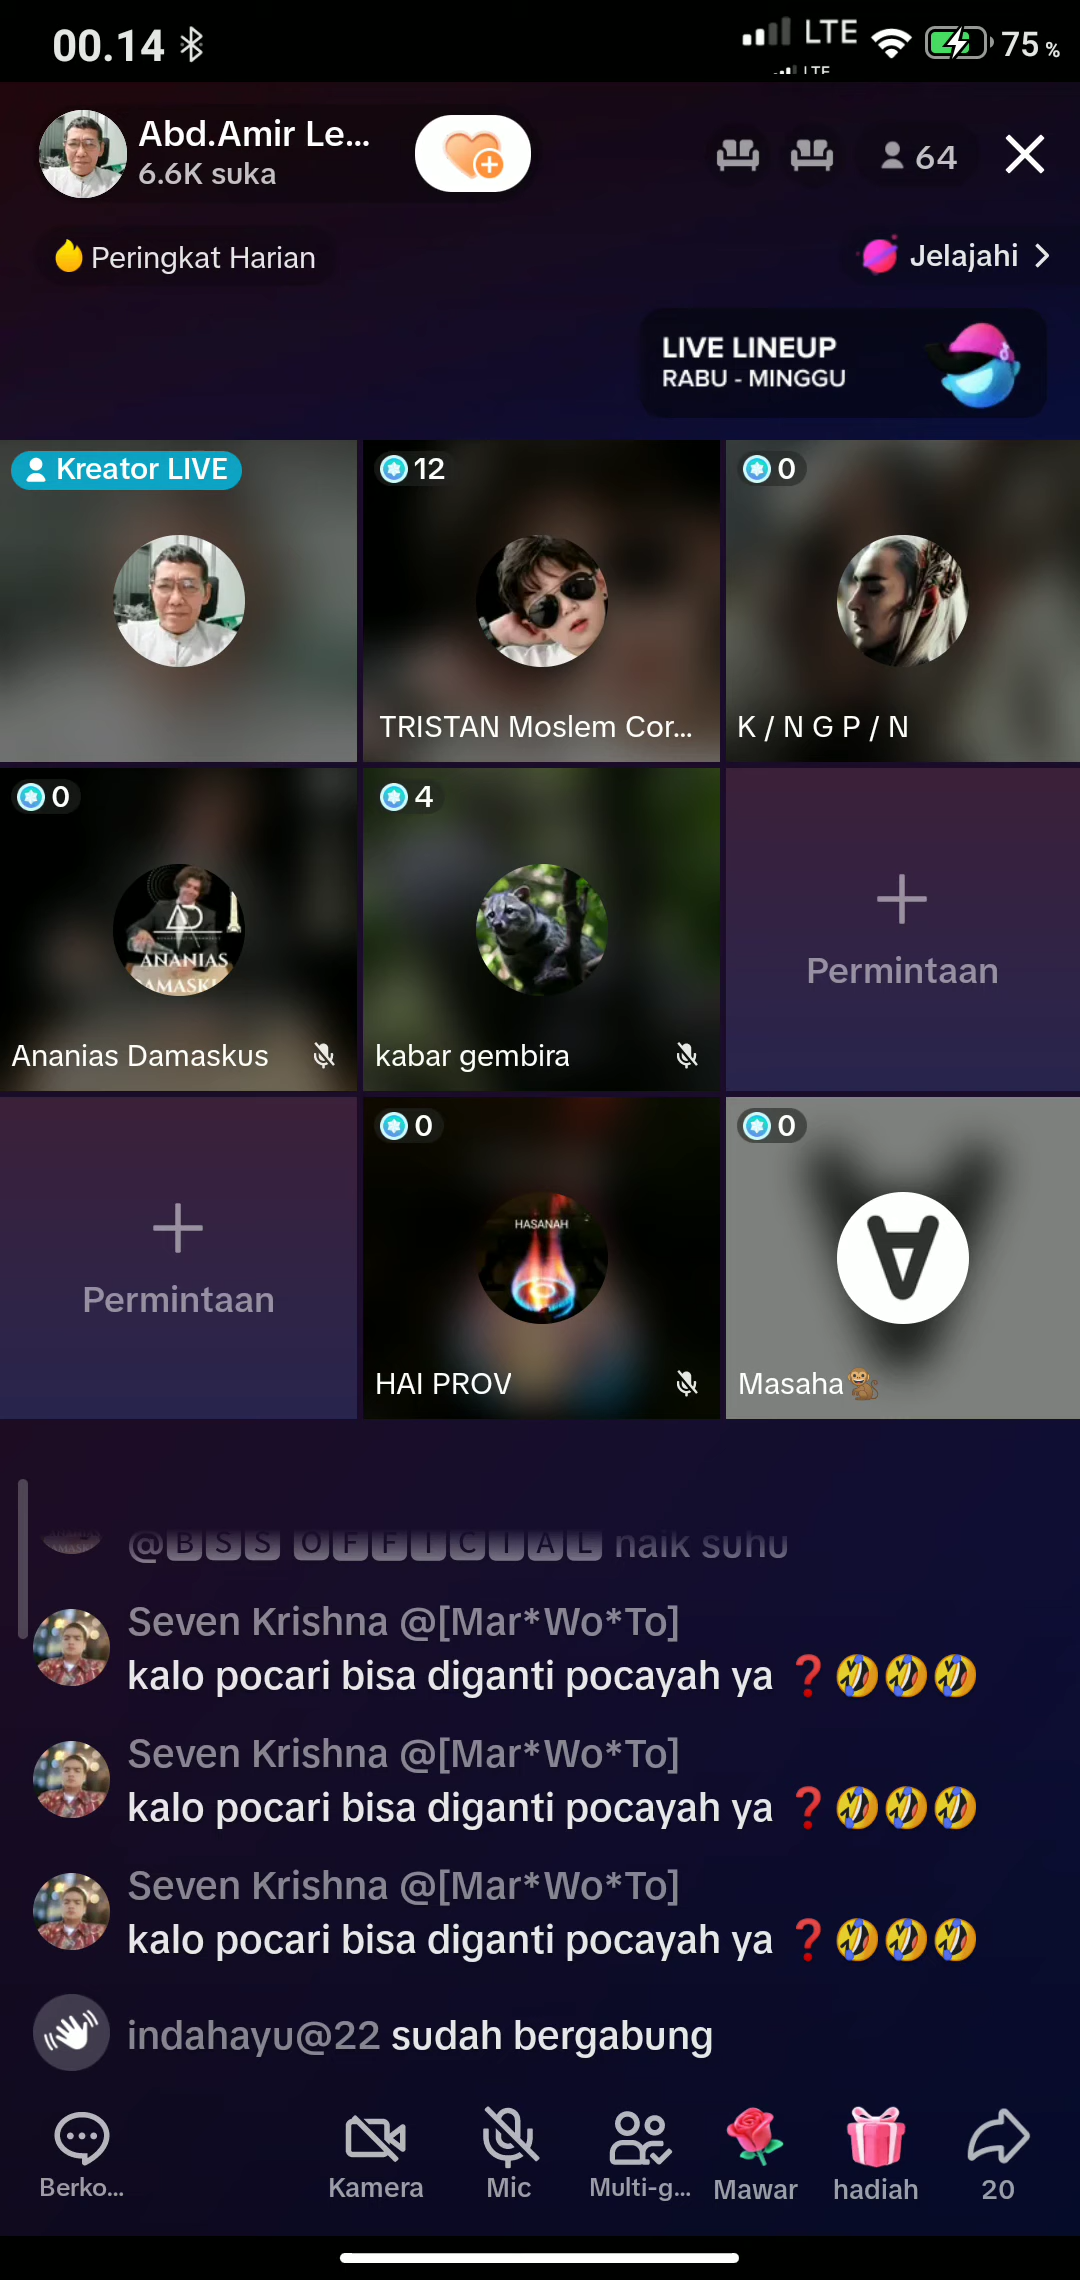 00.14
LTE
75 %
LTE
Abd.Amir Le...
6.6K suka
64
Peringkat Harian
Jelajahi
LIVE LINEUP
RABU - MINGGU
Kreator LIVE
12
0
TRISTAN Moslem Cor...
K / N G P / N
0
4
ANANIAS
Permintaan
Ananias Damaskus
kabar gembira
0
0
HASANAH
Permintaan
HAI PROV
Masaha
@BSS OFFICIAL naik suhu
Seven Krishna @[Mar*Wo*To]
kalo pocari bisa diganti pocayah ya ❓🤣🤣🤣
Seven Krishna @[Mar*Wo*To]
kalo pocari bisa diganti pocayah ya ❓🤣🤣🤣
Seven Krishna @[Mar*Wo*To]
kalo pocari bisa diganti pocayah ya ❓🤣🤣🤣
indahayu@22 sudah bergabung
Berko...
Kamera
Mic
Multi-g...
Mawar
hadiah
20